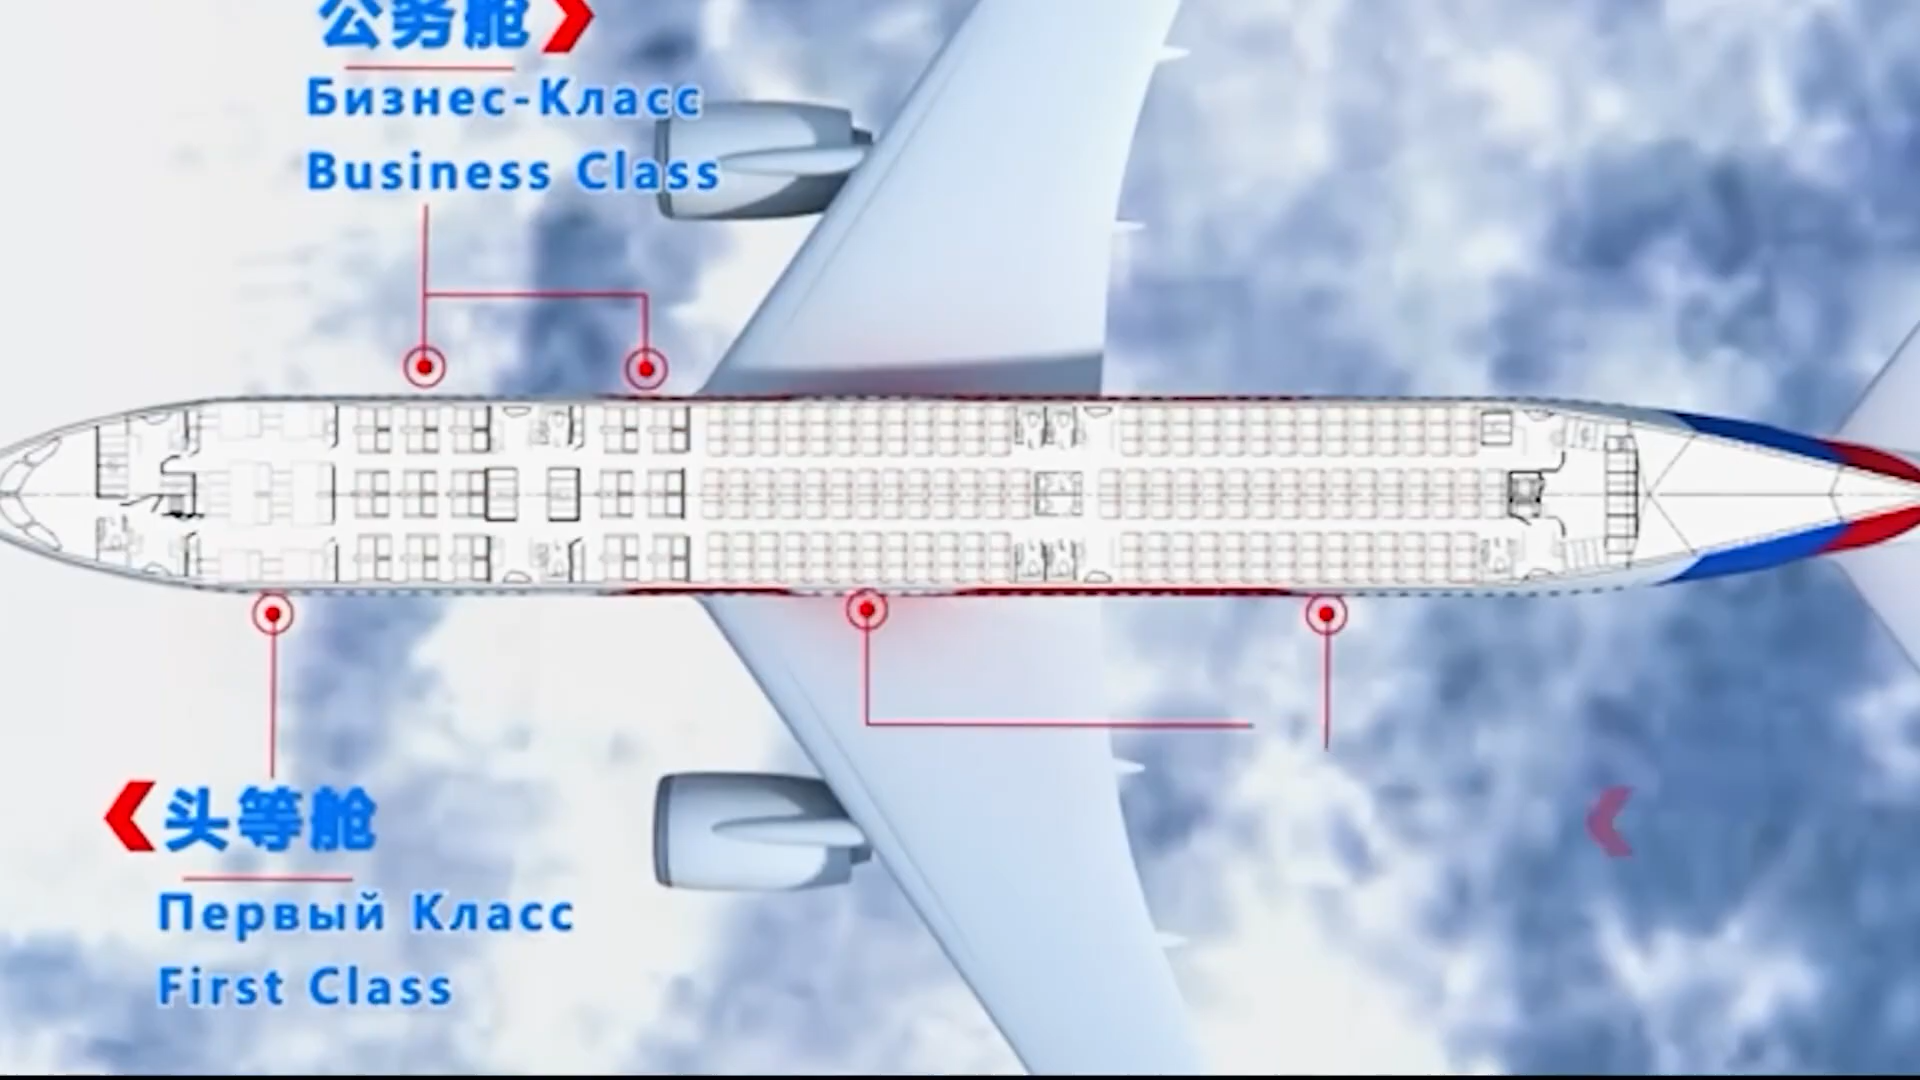 公务舱
Бизнес-Класс
Business Class
头等舱
Первый Класс
First Class